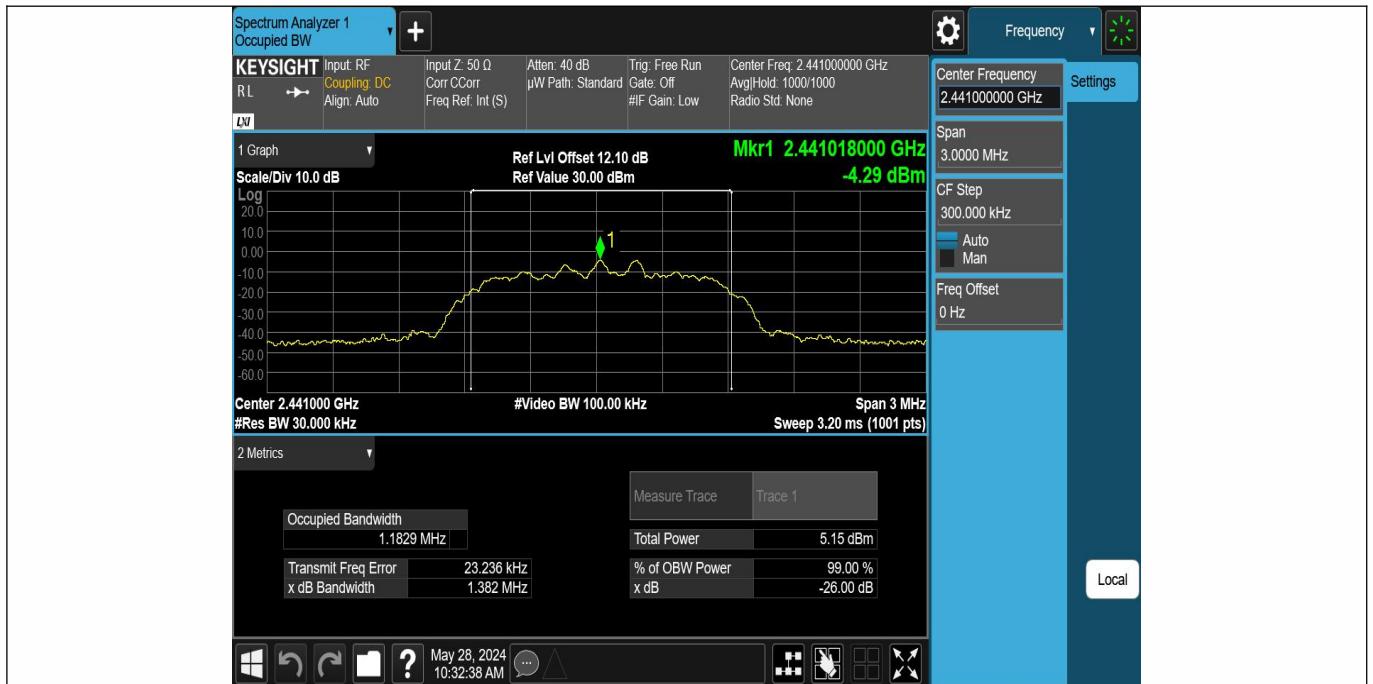 Spectrum Analyzer 1
Occupied BW
+
Frequency
KEYSIGHT
RL
LXI
Input: RF
Coupling: DC
Align: Auto
Input Z: 50 Ω
Corr CCorr
Freq Ref: Int (S)
Atten: 40 dB
µW Path: Standard
Trig: Free Run
Gate: Off
#IF Gain: Low
Center Freq: 2.441000000 GHz
Avg|Hold: 1000/1000
Radio Std: None
Center Frequency
2.441000000 GHz
Settings
Span
3.0000 MHz
CF Step
300.000 kHz
Auto
Man
Freq Offset
0 Hz
Local
1 Graph
Scale/Div 10.0 dB
Ref Lvl Offset 12.10 dB
Ref Value 30.00 dBm
Mkr1 2.441018000 GHz
-4.29 dBm
Log
20.0
10.0
0.00
-10.0
-20.0
-30.0
-40.0
-50.0
-60.0
1
Center 2.441000 GHz
#Res BW 30.000 kHz
#Video BW 100.00 kHz
Span 3 MHz
Sweep 3.20 ms (1001 pts)
2 Metrics
Measure Trace Trace 1
Occupied Bandwidth
1.1829 MHz
Total Power 5.15 dBm
Transmit Freq Error 23.236 kHz
% of OBW Power 99.00 %
x dB Bandwidth 1.382 MHz
x dB -26.00 dB
?
May 28, 2024
10:32:38 AM